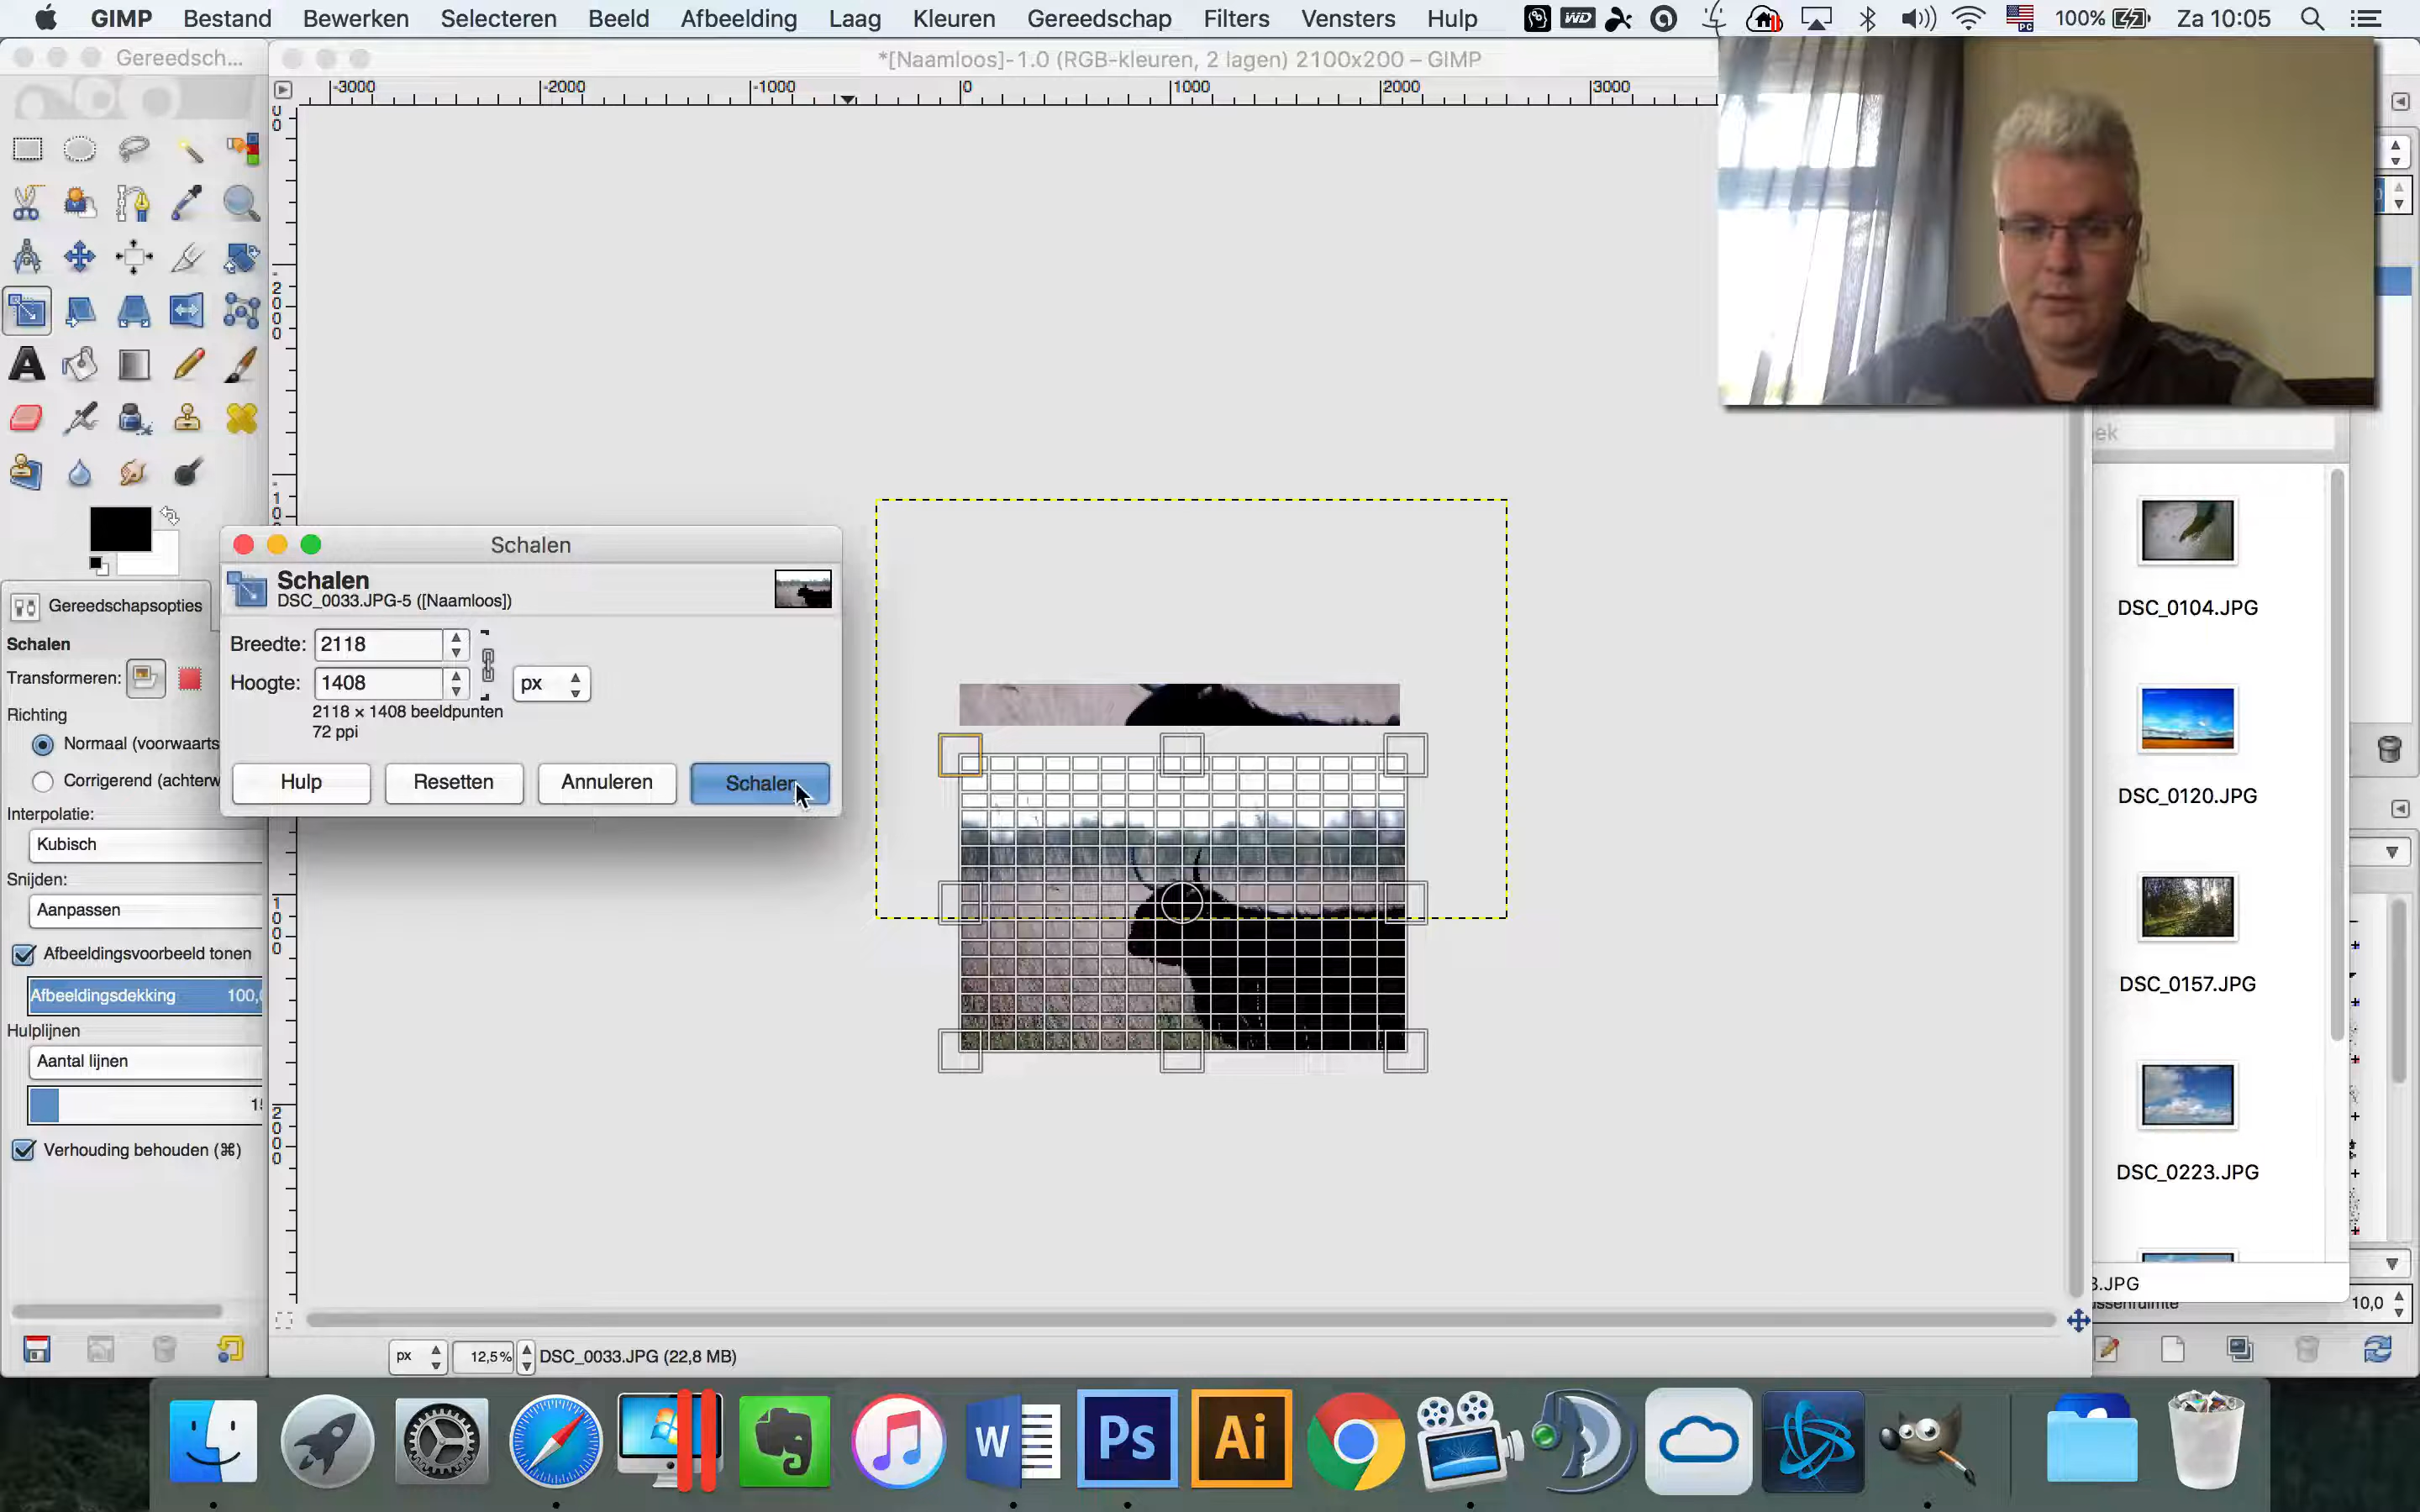 GIMP Bestand Bewerken Selecteren Beeld Afbeelding Laag Kleuren Gereedschap Filters Vensters Hulp WD 100% Za 10:05
Gereedsch...
*[Naamloos]-1.0 (RGB-kleuren, 2 lagen) 2100x200 – GIMP
-3000 -2000 -1000 0 1000 2000 3000
Schalen
Schalen
DSC_0033.JPG-5 ([Naamloos])
Breedte: 2118
Hoogte: 1408 px
2118 × 1408 beeldpunten
72 ppi
Hulp Resetten Annuleren Schalen
Gereedschapsopties
Schalen
Transformeren:
Richting
Normaal (voorwaarts
Corrigerend (achterw
Interpolatie:
Kubisch
Snijden:
Aanpassen
Afbeeldingsvoorbeeld tonen
Afbeeldingsdekking 100,
Hulplijnen
Aantal lijnen
Verhouding behouden (⌘)
ek
DSC_0104.JPG
DSC_0120.JPG
DSC_0157.JPG
DSC_0223.JPG
.JPG
10,0
px 12,5% DSC_0033.JPG (22,8 MB)
W Ps Ai